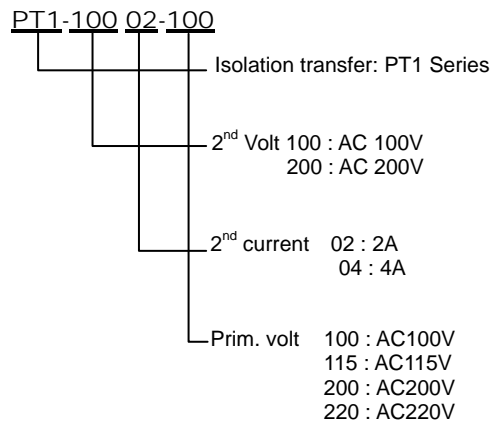 PT1-100 02-100
Isolation transfer: PT1 Series
2nd Volt 100 : AC 100V
200 : AC 200V
2nd current 02 : 2A
04 : 4A
Prim. volt 100 : AC100V
115 : AC115V
200 : AC200V
220 : AC220V